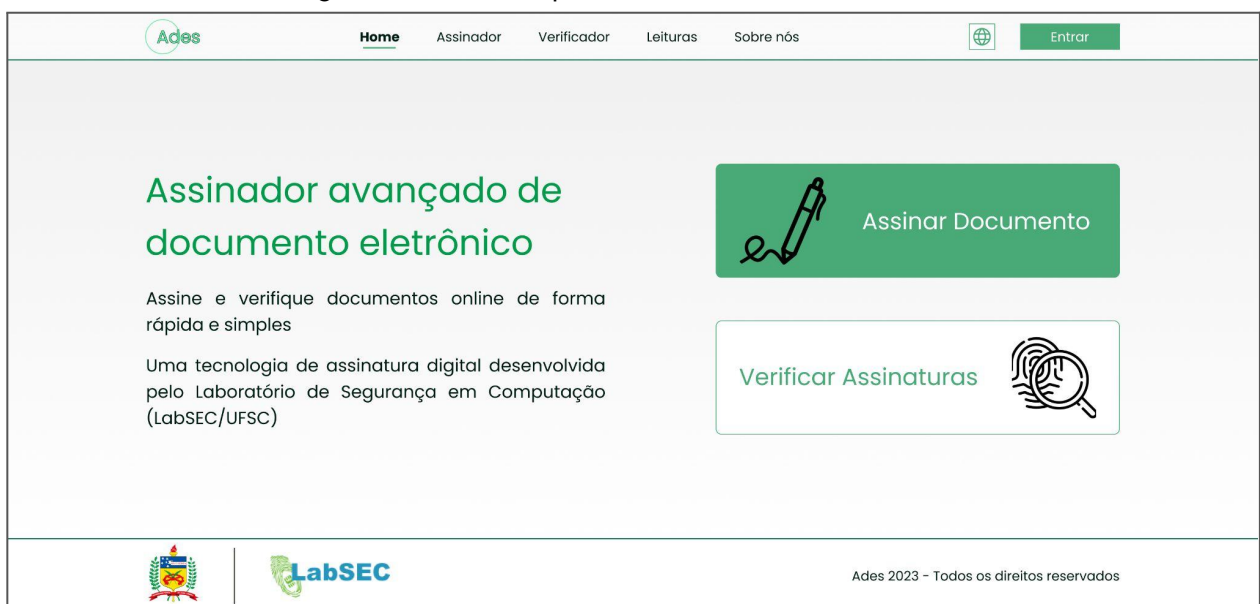 Ades
Home Assinador Verificador Leituras Sobre nós
Entrar
Assinador avançado de
documento eletrônico
Assine e verifique documentos online de forma
rápida e simples
Uma tecnologia de assinatura digital desenvolvida
pelo Laboratório de Segurança em Computação
(LabSEC/UFSC)
Assinar Documento
Verificar Assinaturas
LabSEC
Ades 2023 - Todos os direitos reservados